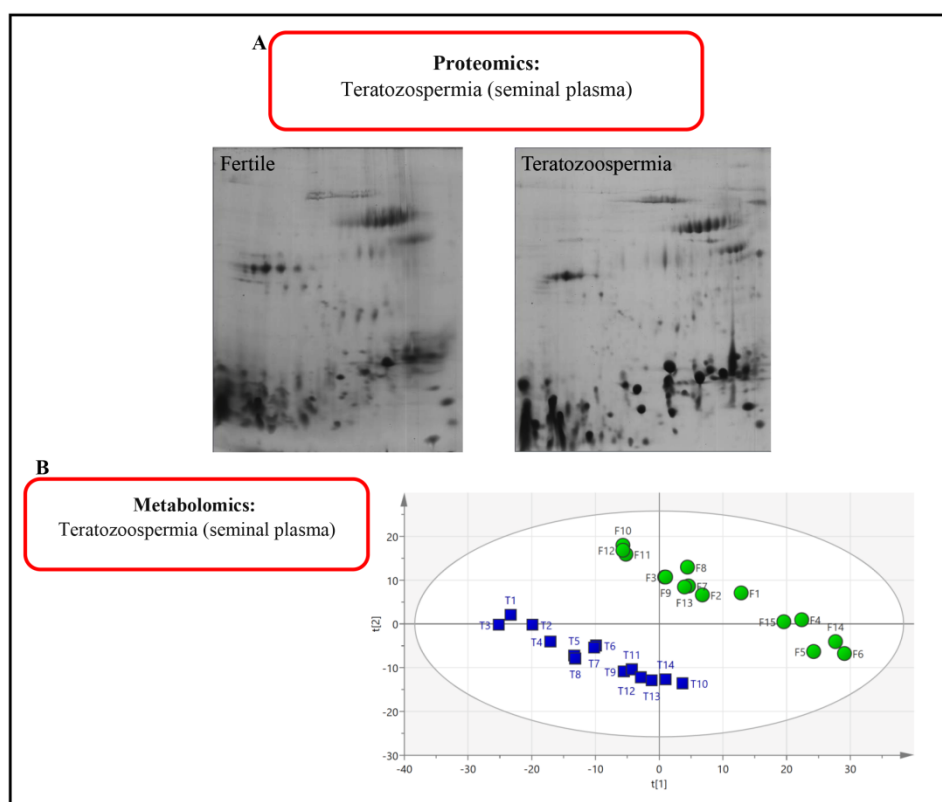 A
Proteomics:
Teratozospermia (seminal plasma)
Fertile
Teratozoospermia
B
Metabolomics:
Teratozoospermia (seminal plasma)
t[2]
20
10
0
-10
-20
-30
F10
F12
F11
F8
F3
F9
F7
F13
F2
F1
F15
F4
F14
F5
F6
T1
T3
T2
T4
T5
T6
T7
T8
T11
T9
T14
T12
T13
T10
-40
-30
-20
-10
0
10
20
30
t[1]